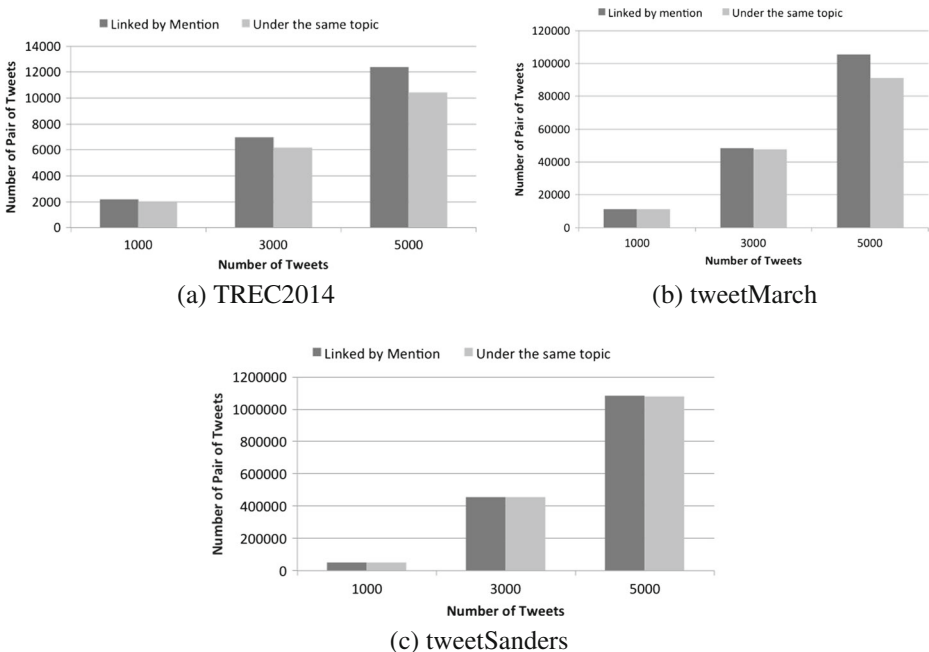 Linked by Mention Under the same topic
14000
12000
10000
8000
6000
4000
2000
0
Number of Pair of Tweets
1000 3000 5000
Number of Tweets
(a) TREC2014
Linked by mention Under the same topic
120000
100000
80000
60000
40000
20000
0
Number of Pair of Tweets
1000 3000 5000
Number of Tweets
(b) tweetMarch
Linked by Mention Under the same topic
1200000
1000000
800000
600000
400000
200000
0
Number of Pair of Tweets
1000 3000 5000
Number of Tweets
(c) tweetSanders